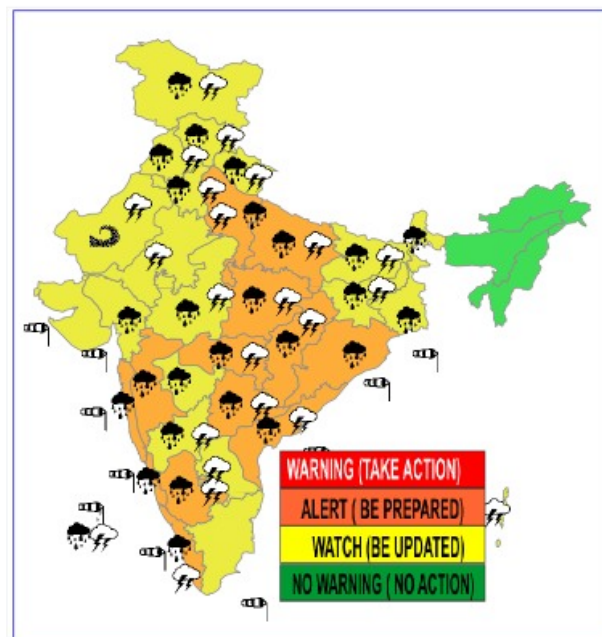 WARNING (TAKE ACTION)
ALERT ( BE PREPARED)
WATCH (BE UPDATED)
NO WARNING ( NO ACTION)